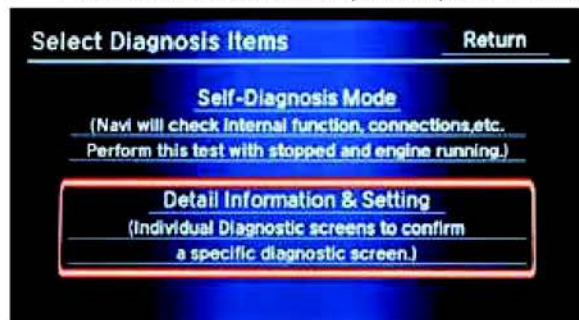 Select Diagnosis Items
Return
Self-Diagnosis Mode
(Navi will check internal function, connections,etc.
Perform this test with stopped and engine running.)
Detail Information & Setting
(Individual Diagnostic screens to confirm
a specific diagnostic screen.)